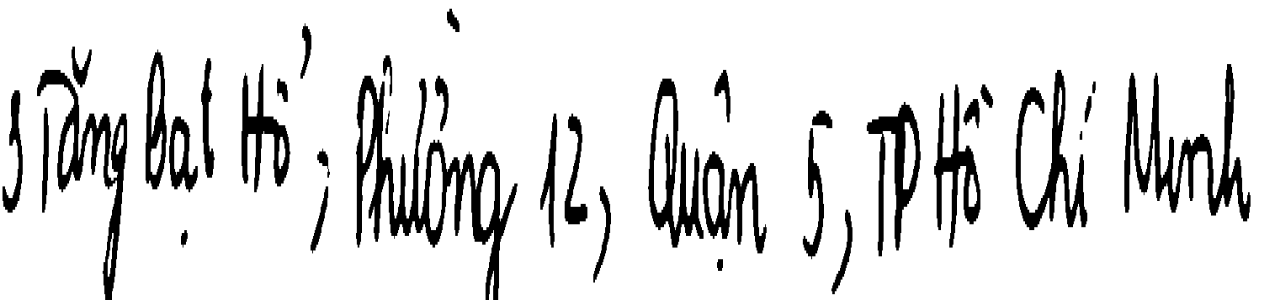 3 Tăng Bạt Hổ, Phường 12, Quận 5, TP Hồ Chí Minh